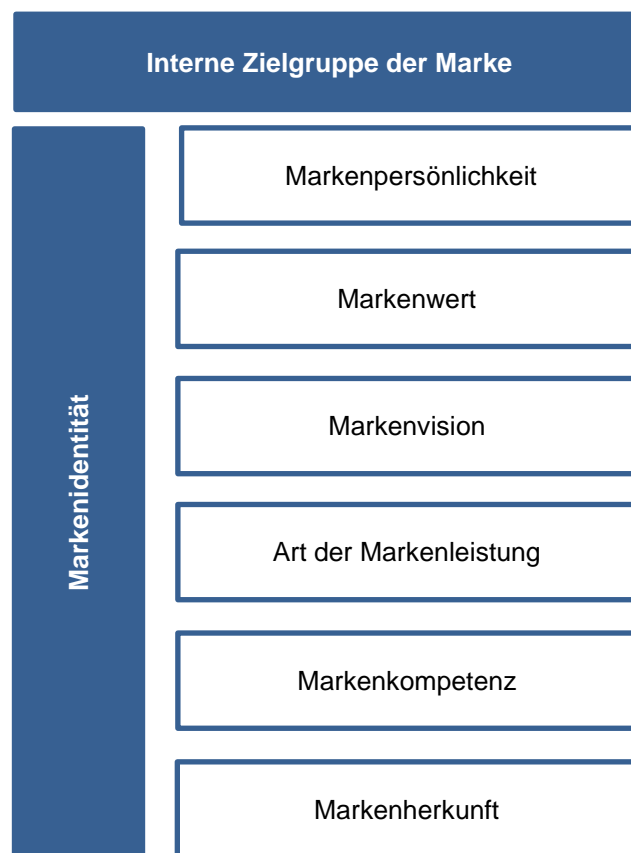 Interne Zielgruppe der Marke
Markenidentität
Markenpersönlichkeit
Markenwert
Markenvision
Art der Markenleistung
Markenkompetenz
Markenherkunft